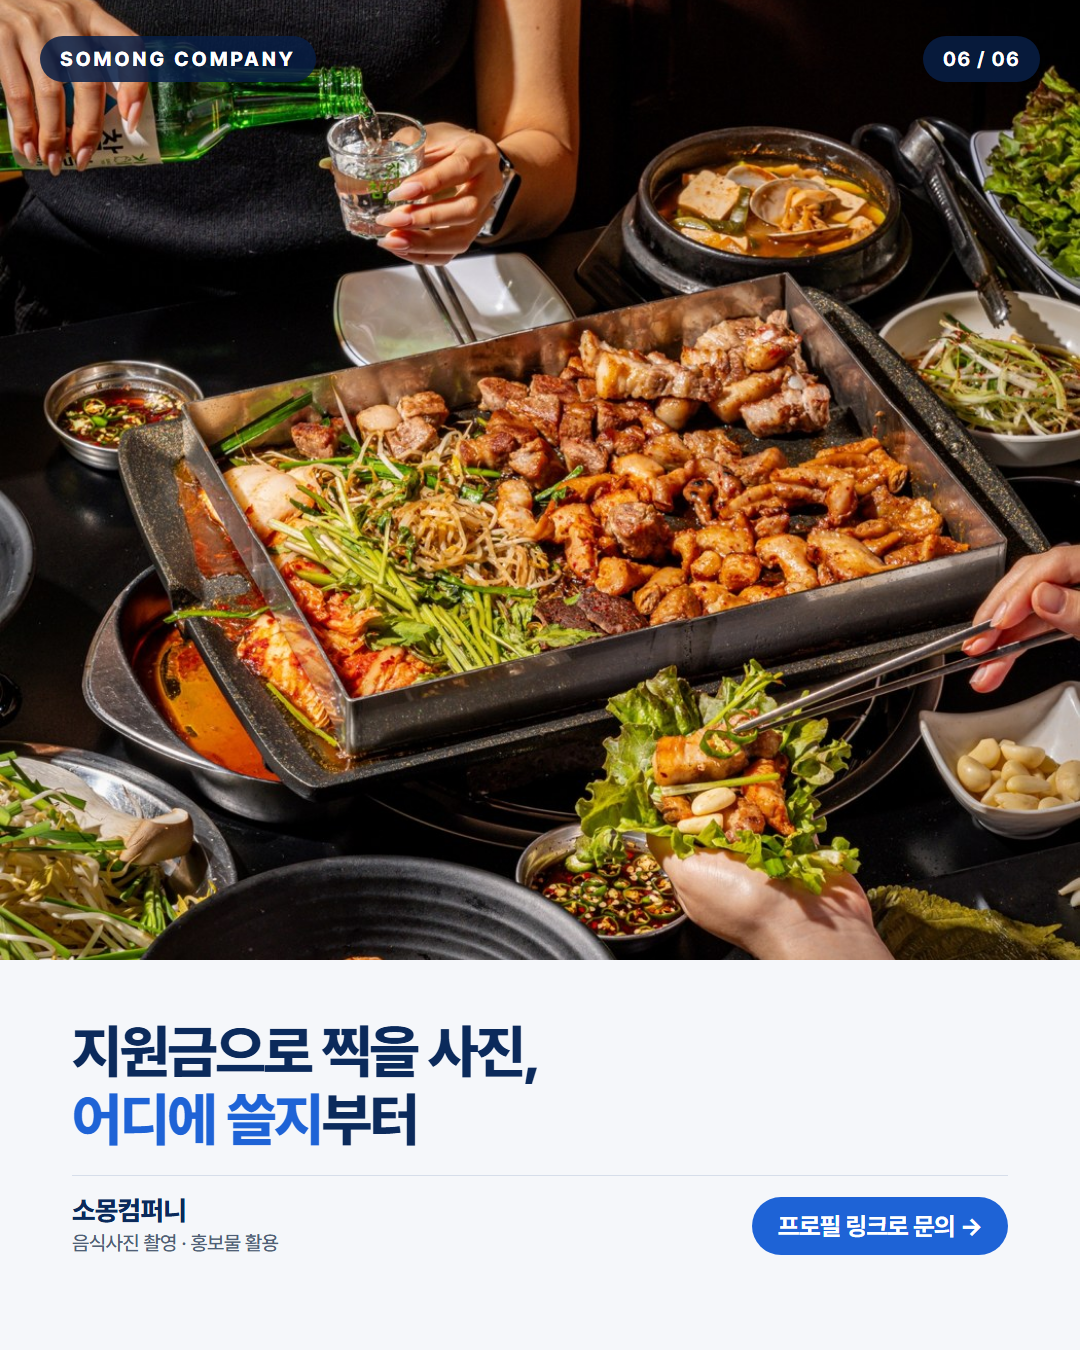 SOMONG COMPANY
06 / 06
지원금으로 찍을 사진,
어디에 쓸지부터
소몽컴퍼니
음식사진 촬영 · 홍보물 활용
프로필 링크로 문의 →